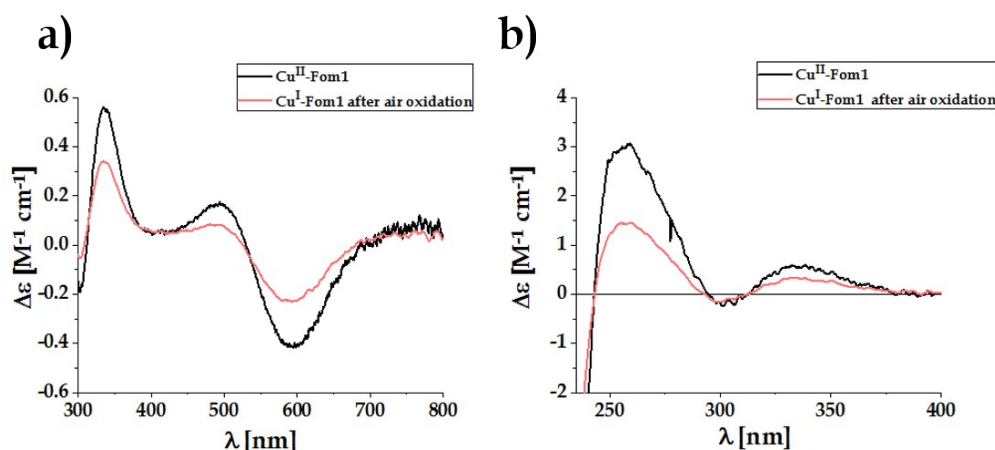 a)
Cu^II-Fom1
Cu^I-Fom1 after air oxidation
0.6
0.4
0.2
0.0
-0.2
-0.4
-0.6
Δε [M⁻¹ cm⁻¹]
300 400 500 600 700 800
λ [nm]
b)
Cu^II-Fom1
Cu^I-Fom1 after air oxidation
4
3
2
1
0
-1
-2
Δε [M⁻¹ cm⁻¹]
250 300 350 400
λ [nm]